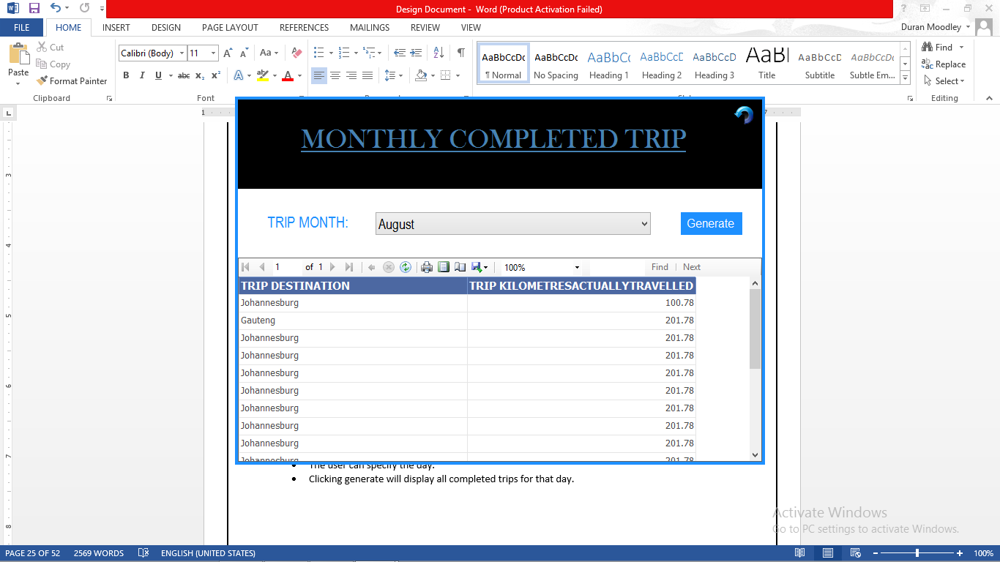 Design Document - Word (Product Activation Failed)
FILE HOME INSERT DESIGN PAGE LAYOUT REFERENCES MAILINGS REVIEW VIEW Duran Moodley
Paste
Cut
Copy
Format Painter
Clipboard
Calibri (Body) 11
Font
AaBbCcDc AaBbCcDc AaBbCc AaBbCcD AaBbCcD AaBl AaBbCcD AaBbCcDc
¶ Normal No Spacing Heading 1 Heading 2 Heading 3 Title Subtitle Subtle Em...
Find
Replace
Select
Editing
MONTHLY COMPLETED TRIP
TRIP MONTH: August Generate
1 of 1 100% Find | Next
TRIP DESTINATION TRIP KILOMETRESACTUALLYTRAVELLED
Johannesburg 100.78
Gauteng 201.78
Johannesburg 201.78
Johannesburg 201.78
Johannesburg 201.78
Johannesburg 201.78
Johannesburg 201.78
Johannesburg 201.78
Johannesburg 201.78
Johannesburg 201.78
• The user can specify the day.
• Clicking generate will display all completed trips for that day.
Activate Windows
Go to PC settings to activate Windows.
PAGE 25 OF 52 2569 WORDS ENGLISH (UNITED STATES) 100%